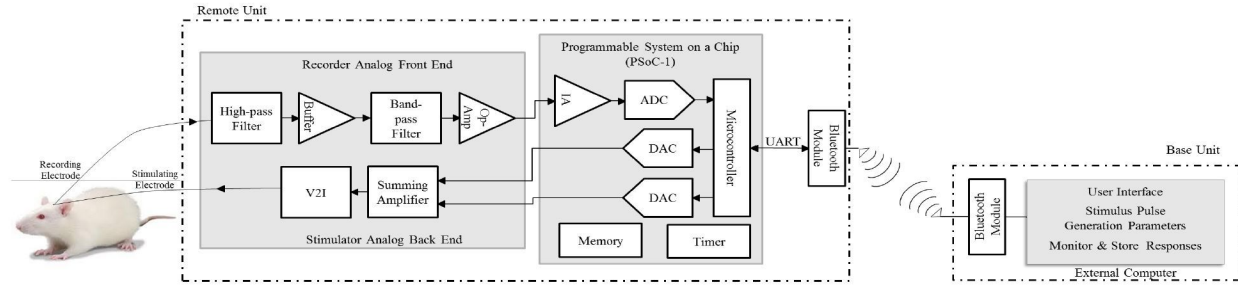 Remote Unit
Programmable System on a Chip
(PSoC-1)
Recorder Analog Front End
High-pass
Filter
Buffer
Band-
pass
Filter
Op-
Amp
IA
ADC
Microcontroller
UART
Bluetooth
Module
Recording
Electrode
Stimulating
Electrode
V2I
Summing
Amplifier
DAC
DAC
Stimulator Analog Back End
Memory
Timer
Base Unit
Bluetooth
Module
User Interface
Stimulus Pulse
Generation Parameters
Monitor & Store Responses
External Computer